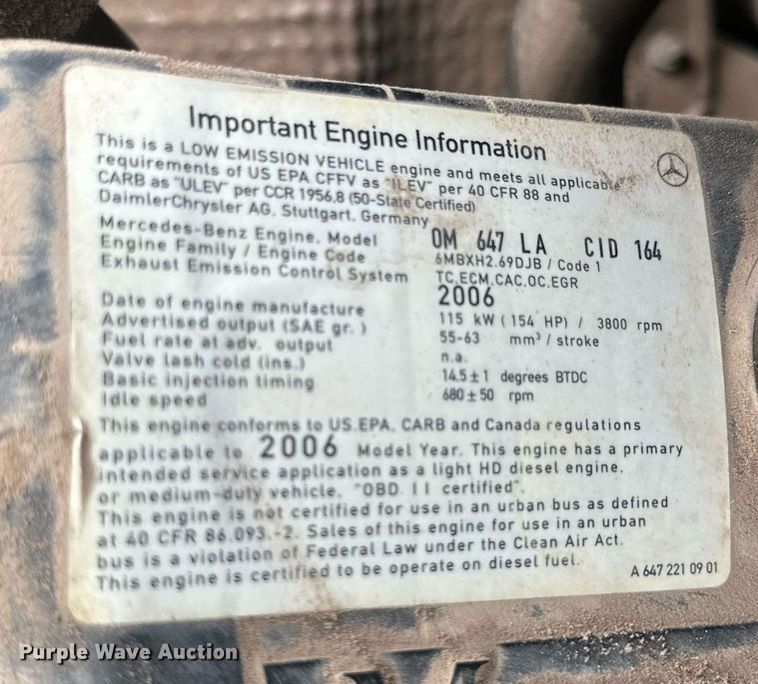 Important Engine Information
This is a LOW EMISSION VEHICLE engine and meets all applicable
requirements of US EPA CFFV as "ILEV" per 40 CFR 88 and
CARB as "ULEV" per CCR 1956,8 (50-State Certified)
DaimlerChrysler AG, Stuttgart, Germany
Mercedes-Benz Engine, Model OM 647 LA CID 164
Engine Family / Engine Code 6MBXH2.69DJB / Code 1
Exhaust Emission Control System TC,ECM,CAC,OC,EGR
Date of engine manufacture 2006
Advertised output (SAE gr.) 115 kW (154 HP) / 3800 rpm
Fuel rate at adv. output 55-63 mm³ / stroke
Valve lash cold (ins.) n.a.
Basic injection timing 14.5±1 degrees BTDC
Idle speed 680±50 rpm
This engine conforms to US.EPA, CARB and Canada regulations
applicable to 2006 Model Year. This engine has a primary
intended service application as a light HD diesel engine,
or medium-duty vehicle. "OBD II certified".
This engine is not certified for use in an urban bus as defined
at 40 CFR 86.093.-2. Sales of this engine for use in an urban
bus is a violation of Federal Law under the Clean Air Act.
This engine is certified to be operate on diesel fuel.
A 647 221 09 01
Purple Wave Auction